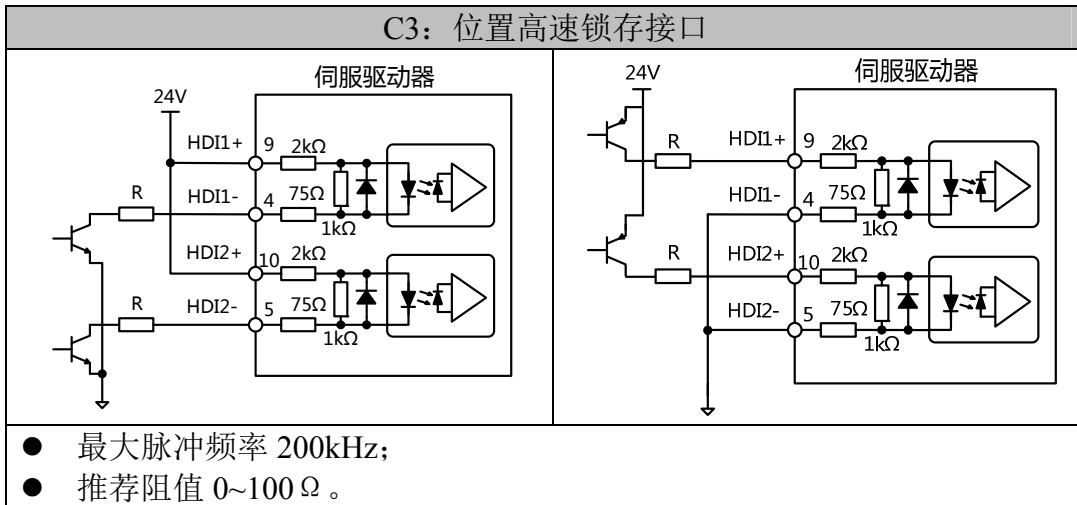 C3：位置高速锁存接口
伺服驱动器
24V
HDI1+ 9 2kΩ
R HDI1- 4 75Ω
1kΩ
HDI2+ 10 2kΩ
R HDI2- 5 75Ω
1kΩ
24V
伺服驱动器
R HDI1+ 9 2kΩ
HDI1- 4 75Ω
1kΩ
R HDI2+ 10 2kΩ
HDI2- 5 75Ω
1kΩ
● 最大脉冲频率 200kHz；
● 推荐阻值 0~100Ω。